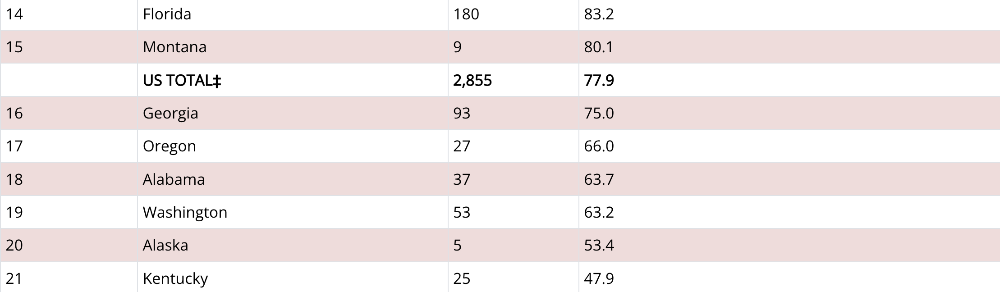 14 Florida 180 83.2
15 Montana 9 80.1
US TOTAL‡ 2,855 77.9
16 Georgia 93 75.0
17 Oregon 27 66.0
18 Alabama 37 63.7
19 Washington 53 63.2
20 Alaska 5 53.4
21 Kentucky 25 47.9